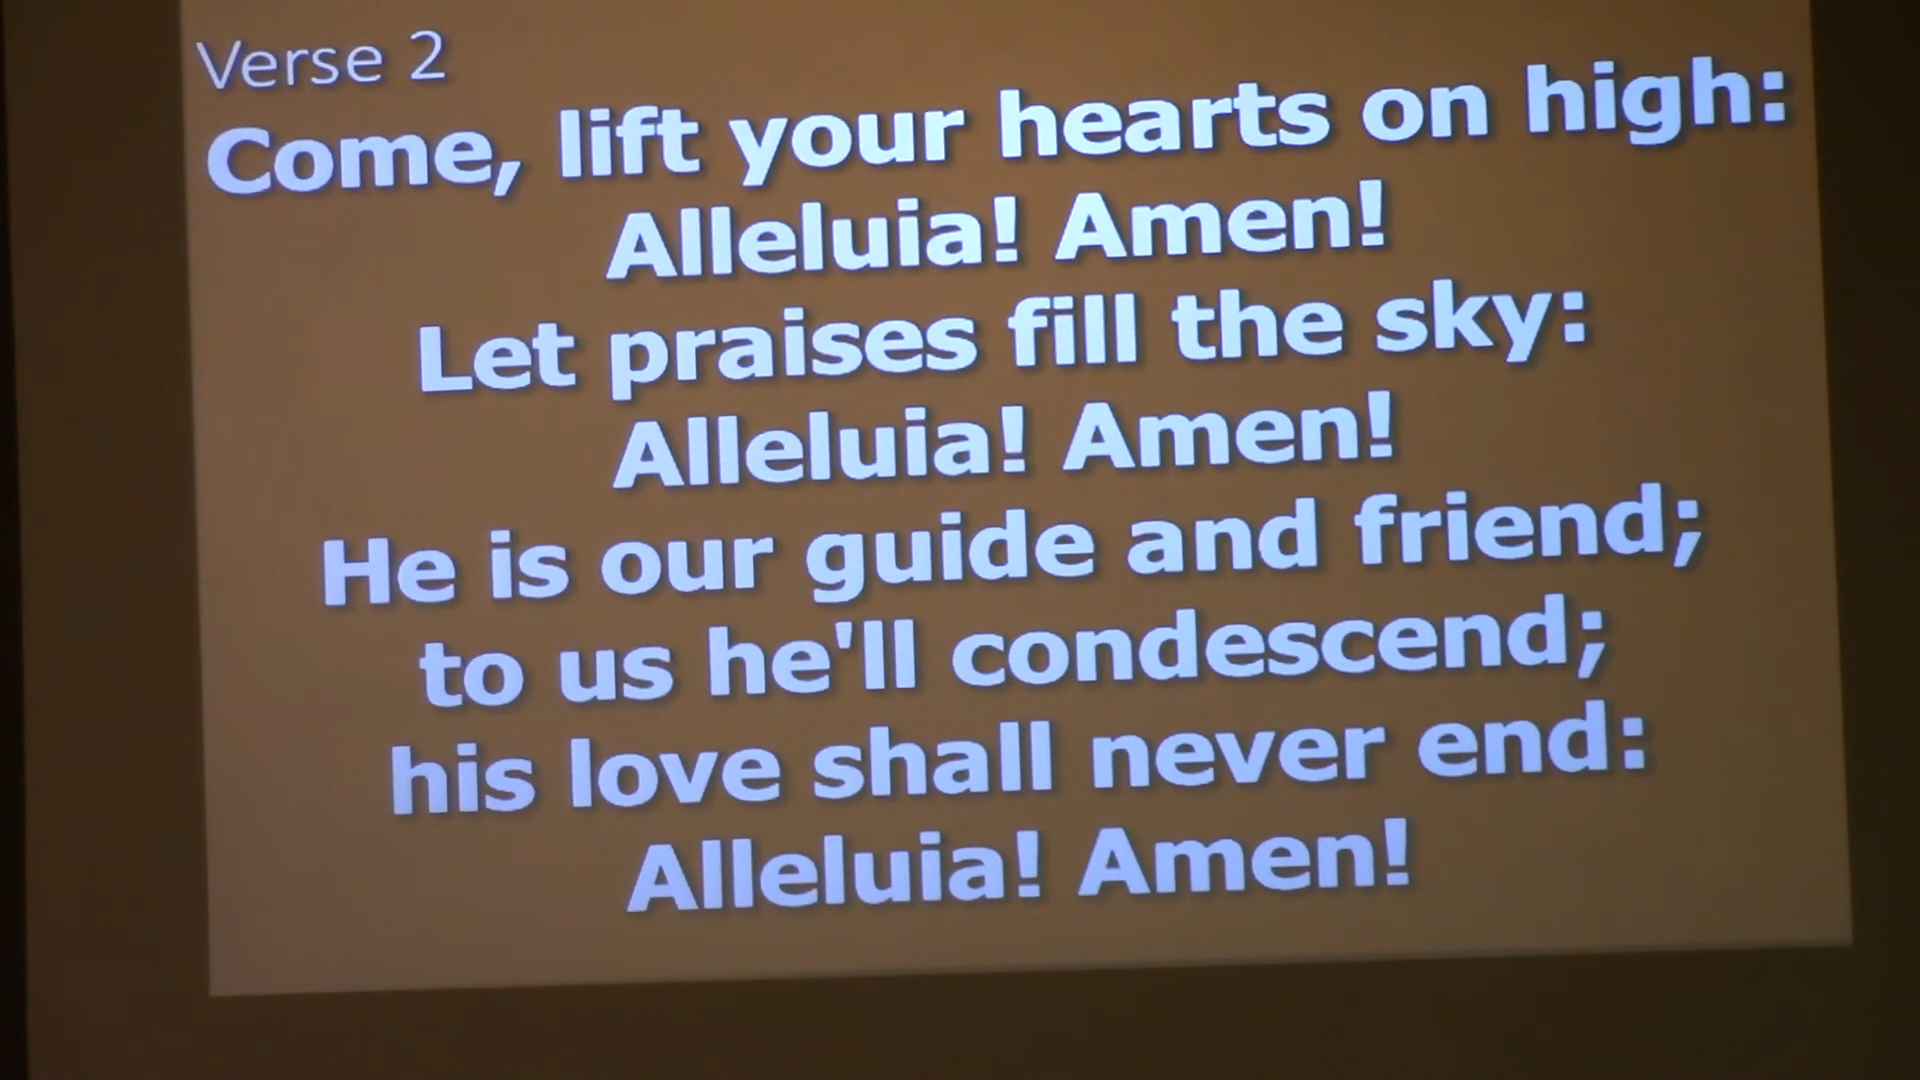 Verse 2
Come, lift your hearts on high:
Alleluia! Amen!
Let praises fill the sky:
Alleluia! Amen!
He is our guide and friend;
to us he'll condescend;
his love shall never end:
Alleluia! Amen!